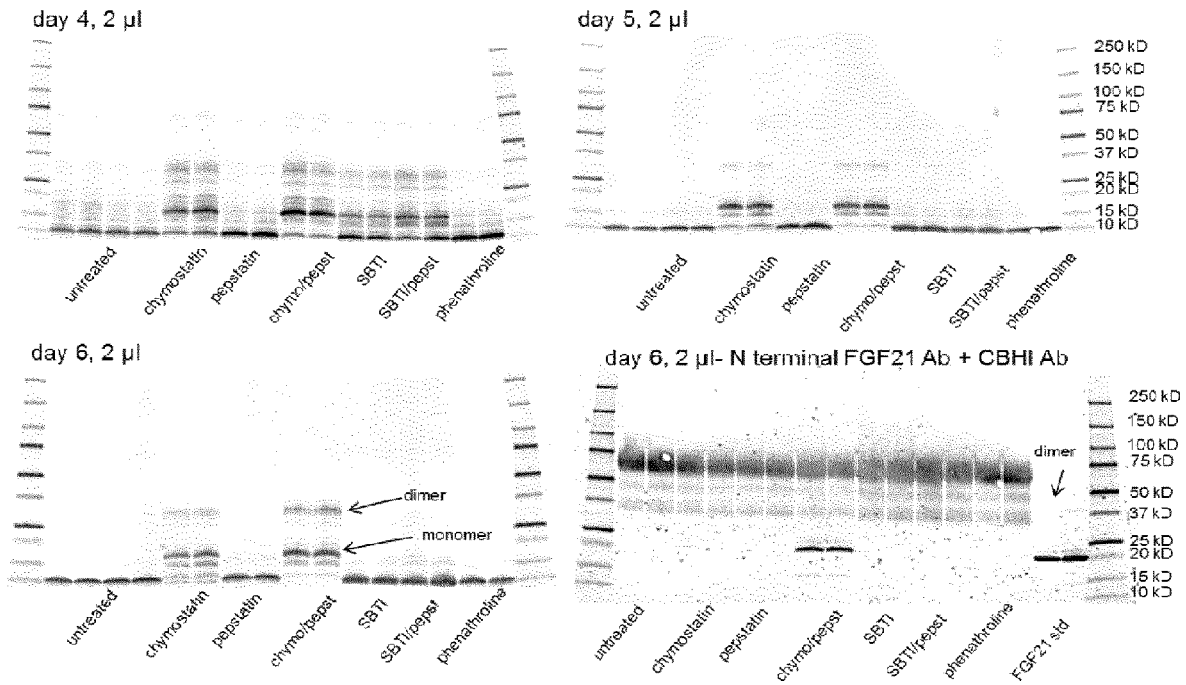 day 4, 2 µl
untreated
chymostatin
pepstatin
chymo/pepst
SBTI
SBTI/pepst
phenathroline
day 5, 2 µl
250 kD
150 kD
100 kD
75 kD
50 kD
37 kD
25 kD
20 kD
15 kD
10 kD
untreated
chymostatin
pepstatin
chymo/pepst
SBTI
SBTI/pepst
phenathroline
day 6, 2 µl
dimer
monomer
untreated
chymostatin
pepstatin
chymo/pepst
SBTI
SBTI/pepst
phenathroline
day 6, 2 µl- N terminal FGF21 Ab + CBHI Ab
250 kD
150 kD
100 kD
dimer
75 kD
50 kD
37 kD
25 kD
20 kD
15 kD
10 kD
untreated
chymostatin
pepstatin
chymo/pepst
SBTI
SBTI/pepst
phenathroline
FGF21 std